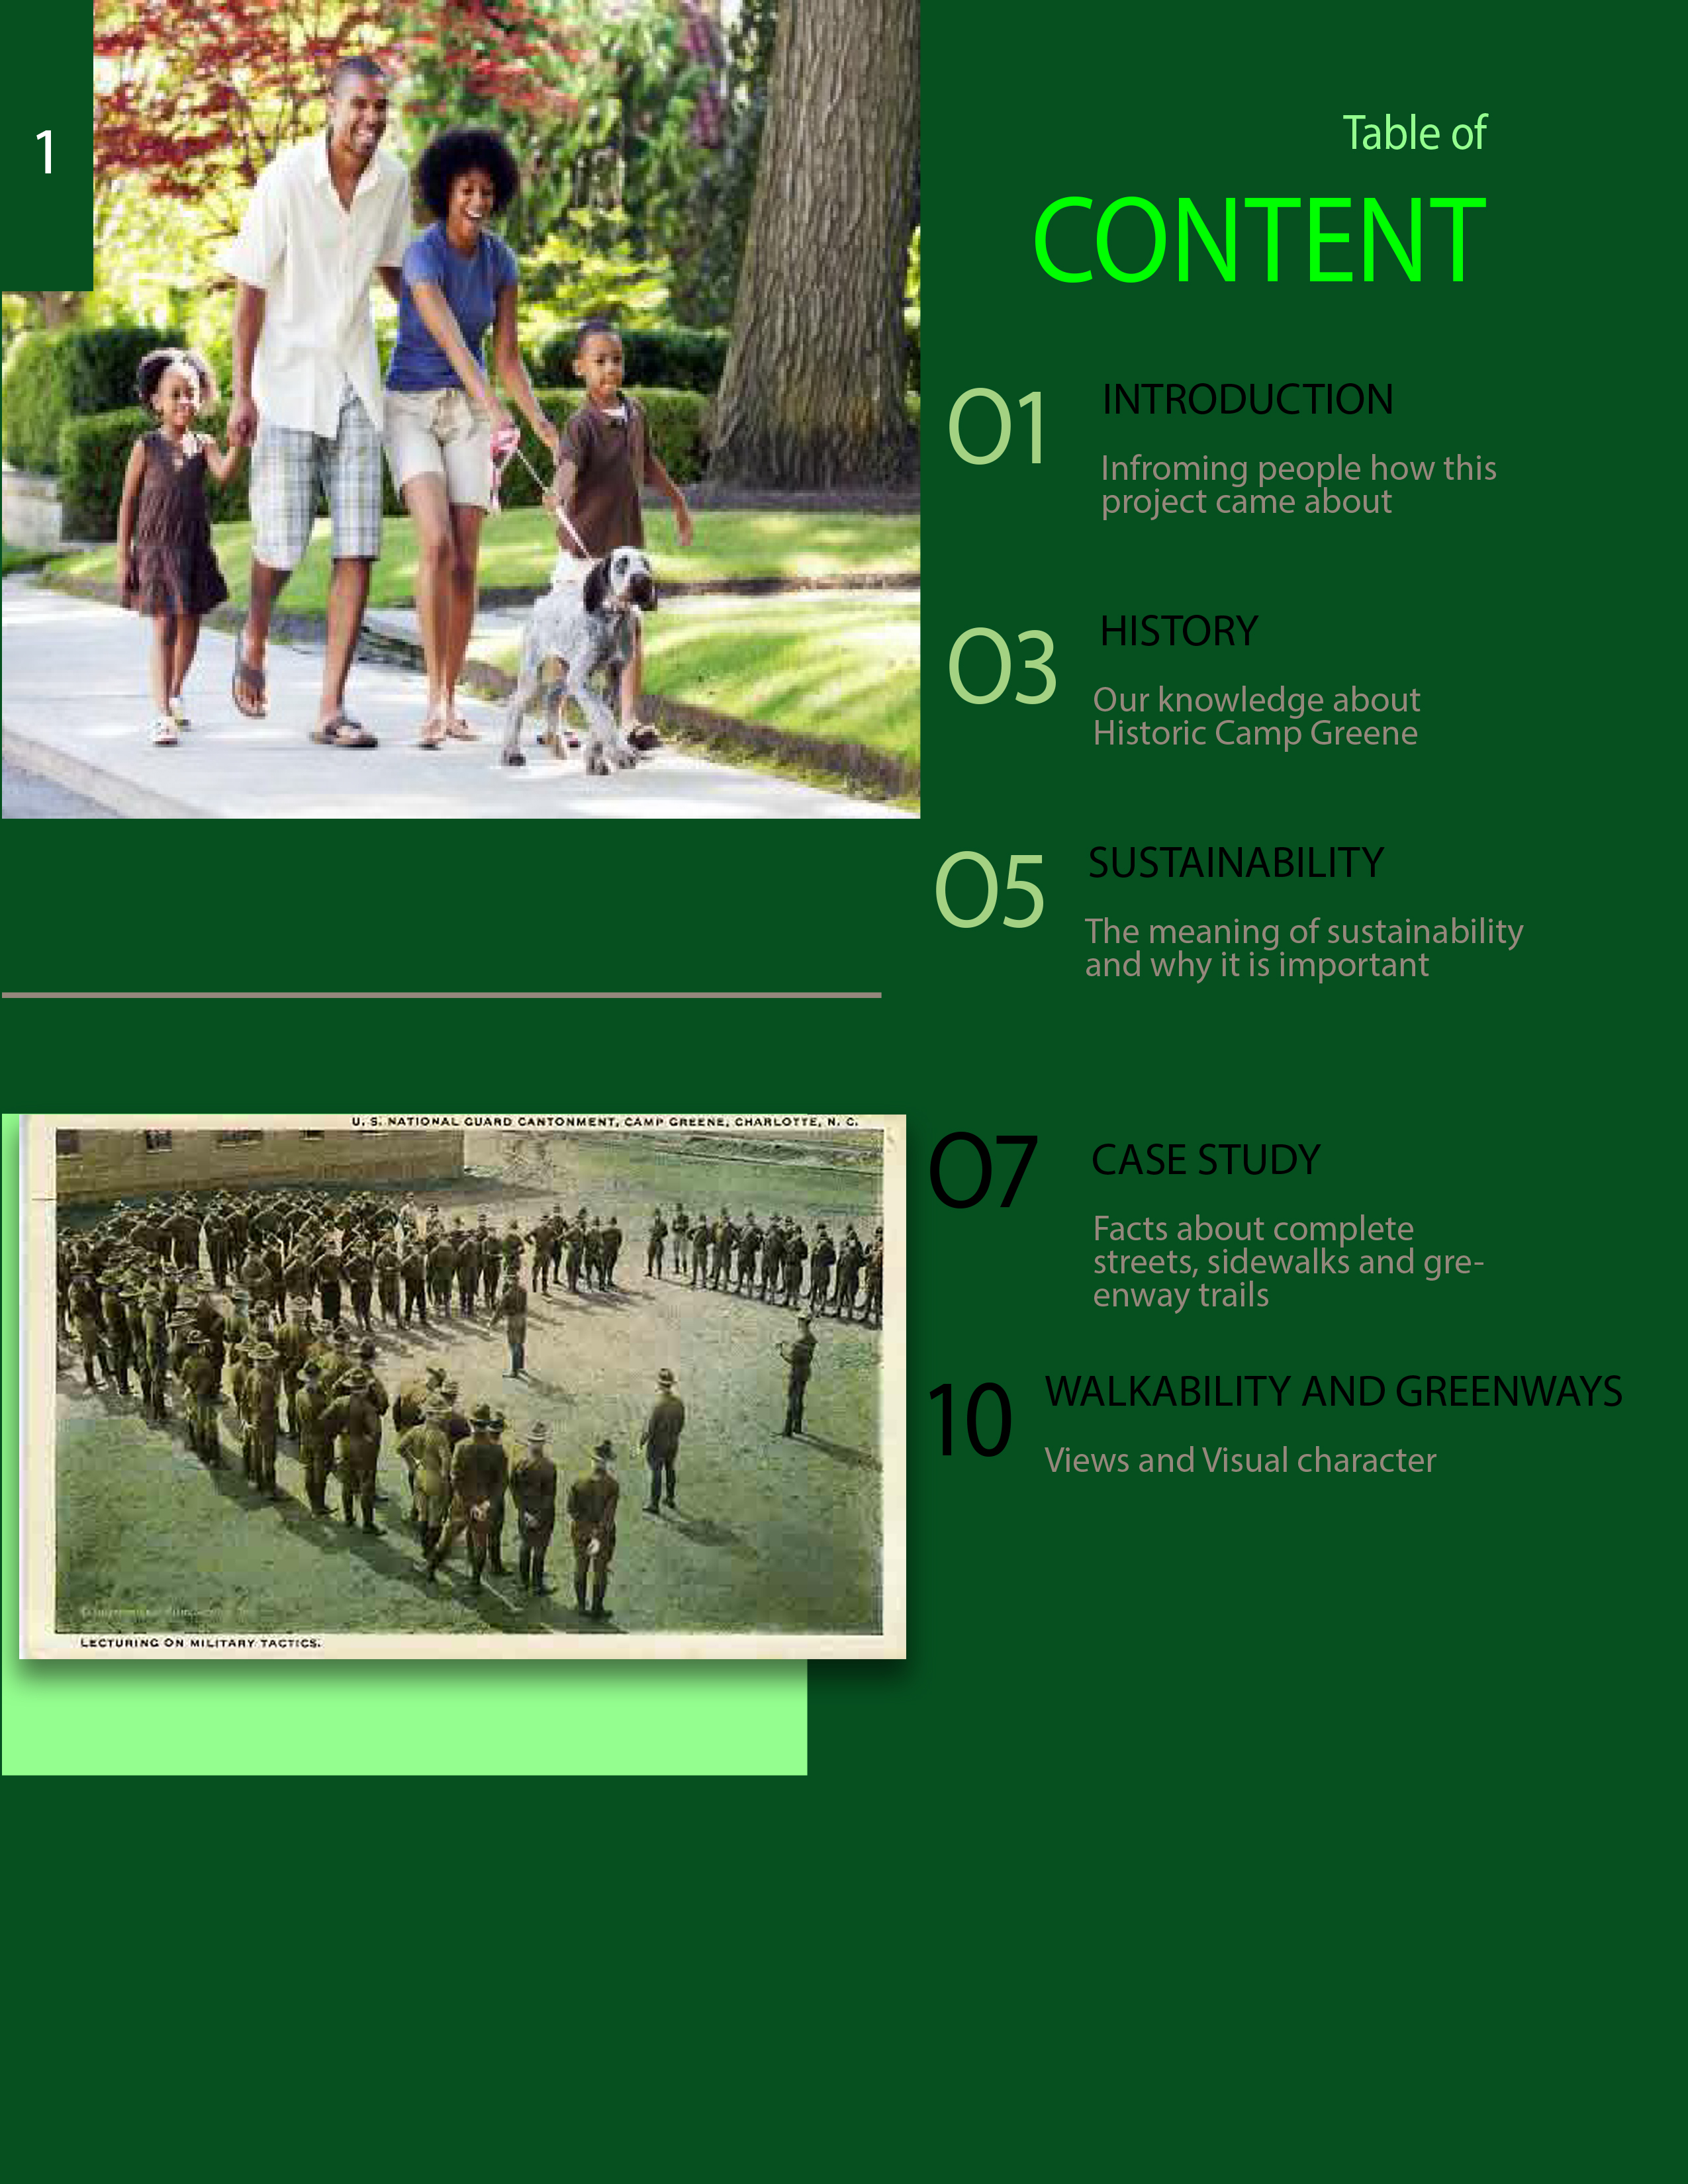 1
Table of
CONTENT
01
INTRODUCTION
Infroming people how this
project came about
03
HISTORY
Our knowledge about
Historic Camp Greene
05
SUSTAINABILITY
The meaning of sustainability
and why it is important
U. S. NATIONAL GUARD CANTONMENT, CAMP GREENE, CHARLOTTE, N. C.
LECTURING ON MILITARY TACTICS.
07
CASE STUDY
Facts about complete
streets, sidewalks and gre-
enway trails
10
WALKABILITY AND GREENWAYS
Views and Visual character